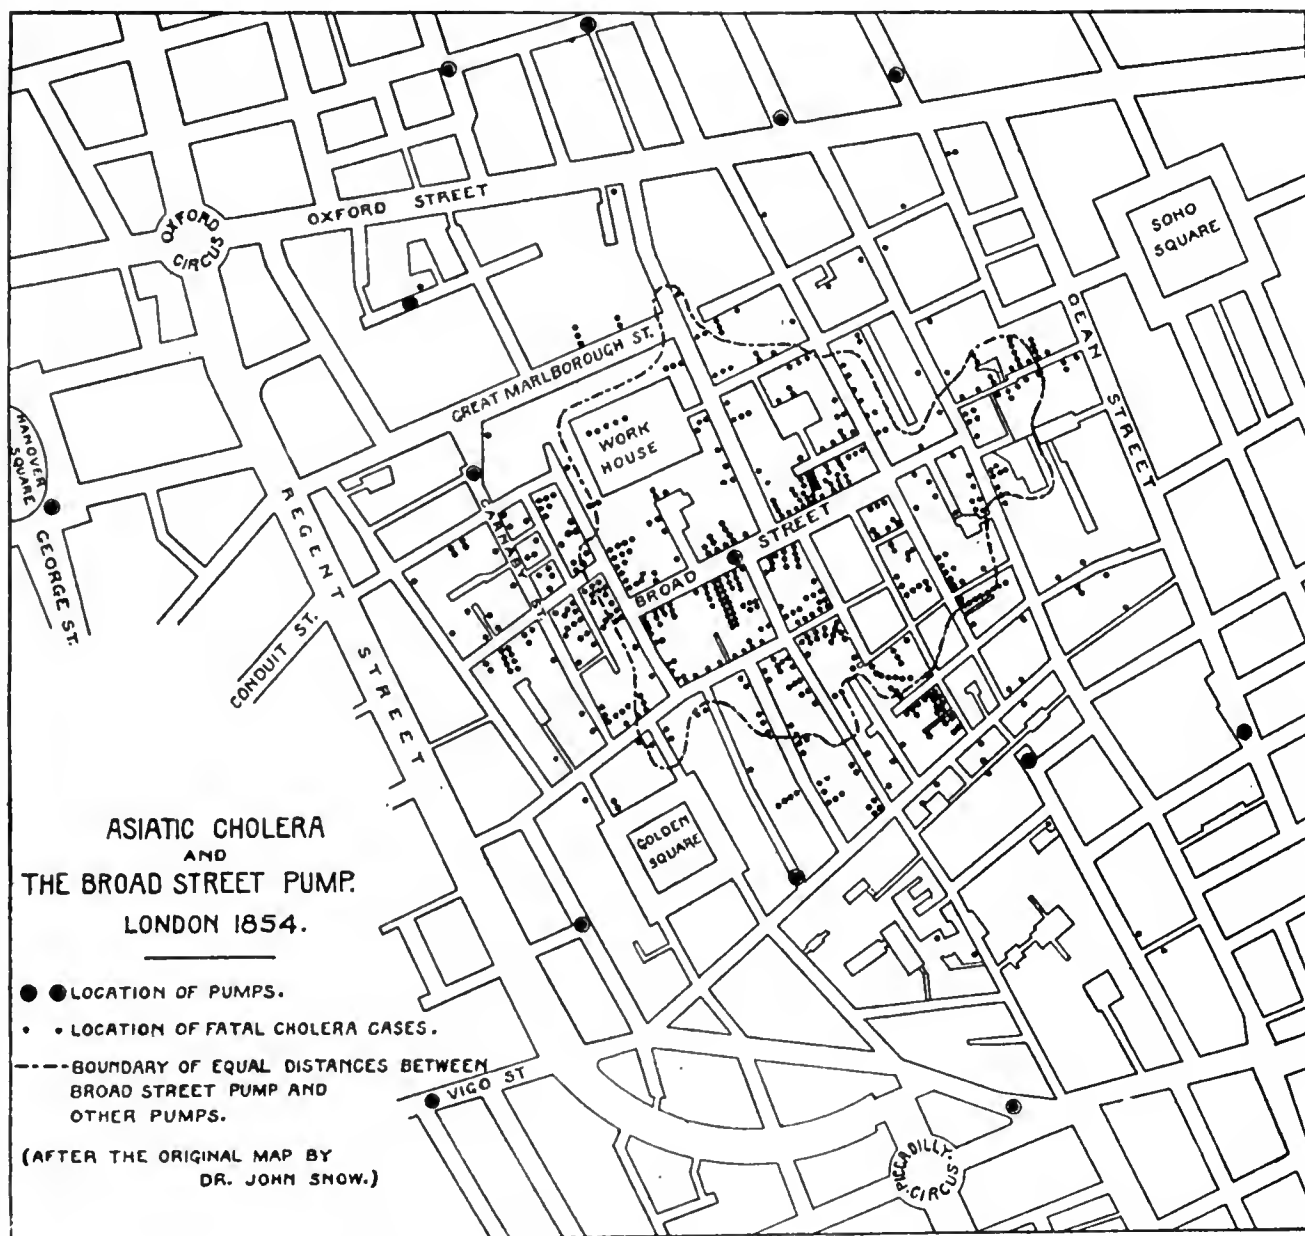 OXFORD STREET
OXFORD
CIRCUS
SOHO
SQUARE
GREAT MARLBOROUGH ST.
DEAN STREET
HANOVER
SQUARE
WORK
HOUSE
GEORGE ST.
REGENT STREET
CARNABY ST.
BROAD STREET
CONDUIT ST.
GOLDEN
SQUARE
ASIATIC CHOLERA
AND
THE BROAD STREET PUMP.
LONDON 1854.
LOCATION OF PUMPS.
LOCATION OF FATAL CHOLERA CASES.
BOUNDARY OF EQUAL DISTANCES BETWEEN
BROAD STREET PUMP AND
OTHER PUMPS.
(AFTER THE ORIGINAL MAP BY
DR. JOHN SNOW.)
VIGO ST
PICCADILLY
CIRCUS